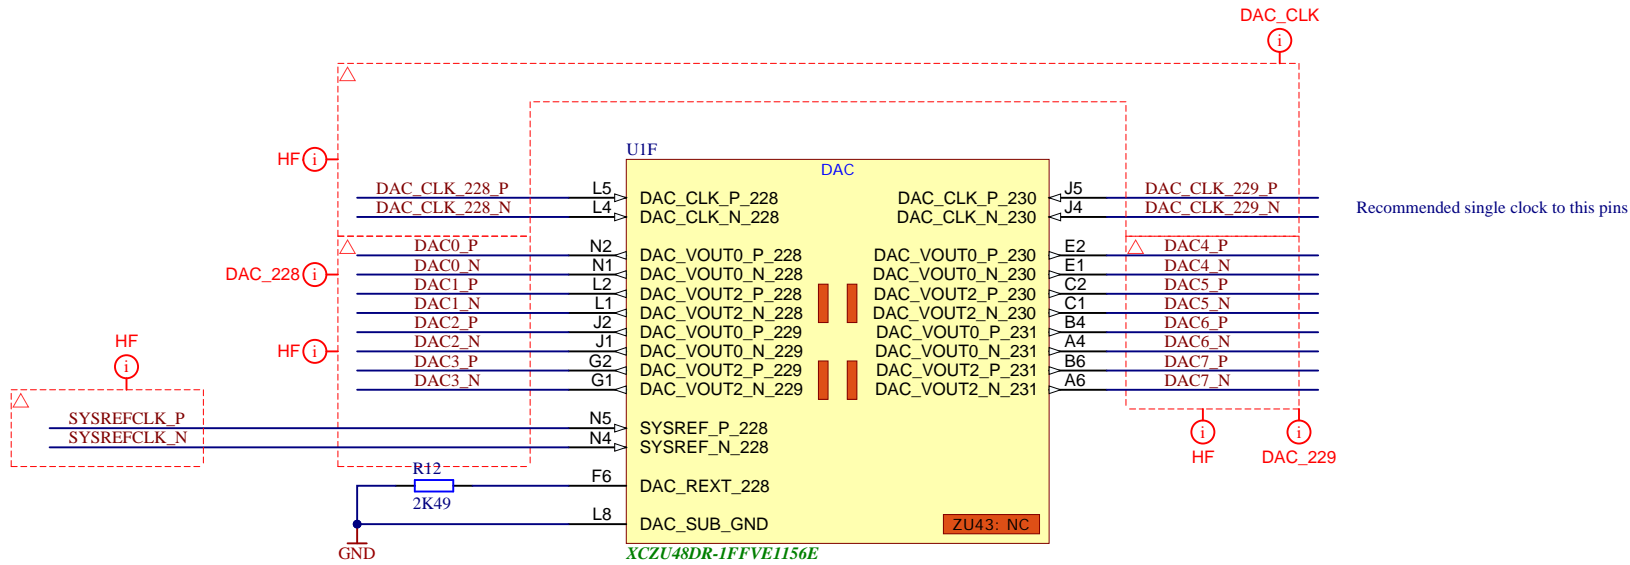 DAC_CLK
i
HF i
U1F
DAC
DAC_CLK_228_P L5 DAC_CLK_P_228 DAC_CLK_P_230 J5 DAC_CLK_229_P
DAC_CLK_228_N L4 DAC_CLK_N_228 DAC_CLK_N_230 J4 DAC_CLK_229_N
Recommended single clock to this pins
DAC0_P N2 DAC_VOUT0_P_228 DAC_VOUT0_P_230 E2 DAC4_P
DAC_228 i DAC0_N N1 DAC_VOUT0_N_228 DAC_VOUT0_N_230 E1 DAC4_N
DAC1_P L2 DAC_VOUT2_P_228 DAC_VOUT2_P_230 C2 DAC5_P
DAC1_N L1 DAC_VOUT2_N_228 DAC_VOUT2_N_230 C1 DAC5_N
DAC2_P J2 DAC_VOUT0_P_229 DAC_VOUT0_P_231 B4 DAC6_P
HF i DAC2_N J1 DAC_VOUT0_N_229 DAC_VOUT0_N_231 A4 DAC6_N
DAC3_P G2 DAC_VOUT2_P_229 DAC_VOUT2_P_231 B6 DAC7_P
DAC3_N G1 DAC_VOUT2_N_229 DAC_VOUT2_N_231 A6 DAC7_N
HF
i
SYSREFCLK_P N5 SYSREF_P_228
SYSREFCLK_N N4 SYSREF_N_228
i i
HF DAC_229
R12 F6 DAC_REXT_228
2K49
L8 DAC_SUB_GND
ZU43: NC
GND
XCZU48DR-1FFVE1156E